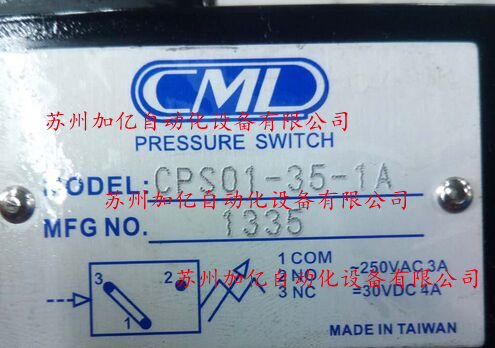 CML
苏州加亿自动化设备有限公司
PRESSURE SWITCH
MODEL: CPS01-35-1A
苏州加亿自动化设备有限公司
MFG NO. 1335
3 2 1
1 COM =250VAC 3A
2 NO
苏州加亿自动化设备有限公司
3 NC =30VDC 4A
MADE IN TAIWAN